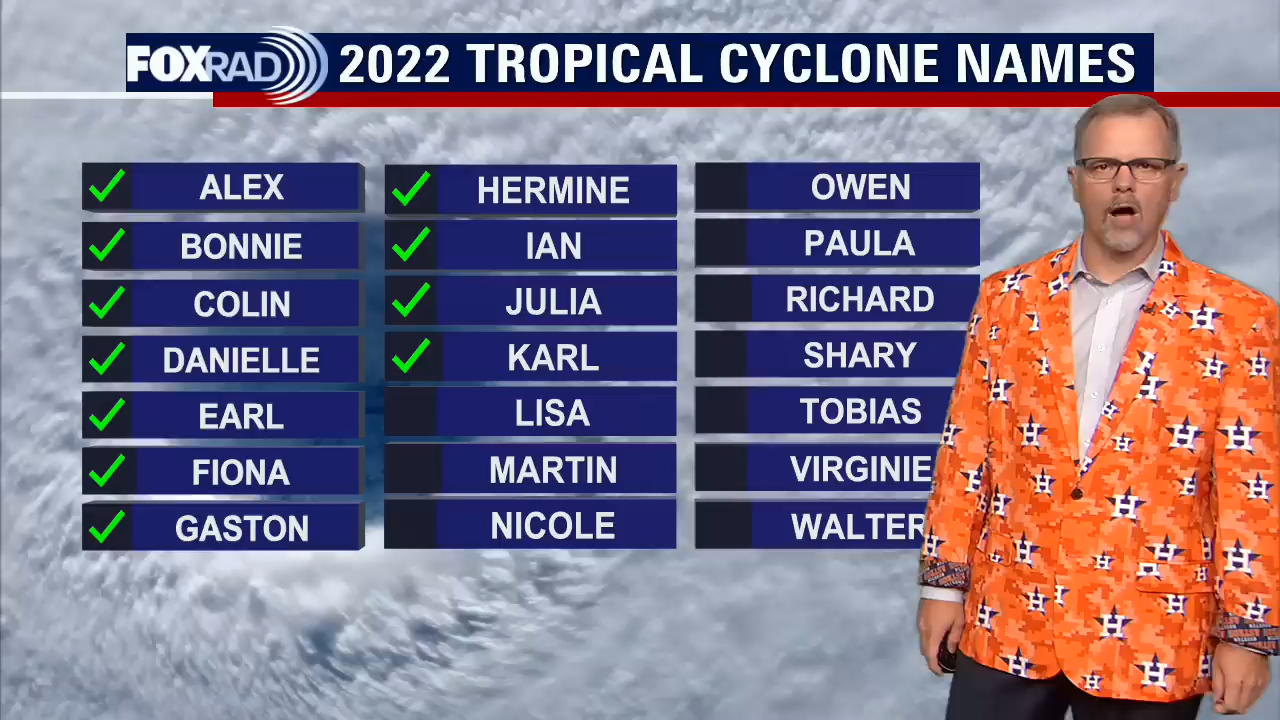 FOXRAD 2022 TROPICAL CYCLONE NAMES
ALEX
BONNIE
COLIN
DANIELLE
EARL
FIONA
GASTON
HERMINE
IAN
JULIA
KARL
LISA
MARTIN
NICOLE
OWEN
PAULA
RICHARD
SHARY
TOBIAS
VIRGINIE
WALTER
H